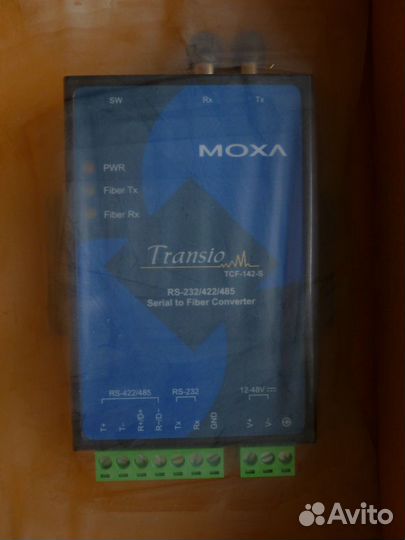 SW Rx Tx
MOXA
PWR
Fiber Tx
Fiber Rx
Transio
TCF-142-S
RS-232/422/485
Serial to Fiber Converter
RS-422/485 RS-232 12-48V
T+ T- R+/D+ R-/D- Tx Rx GND V+ V-
Avito